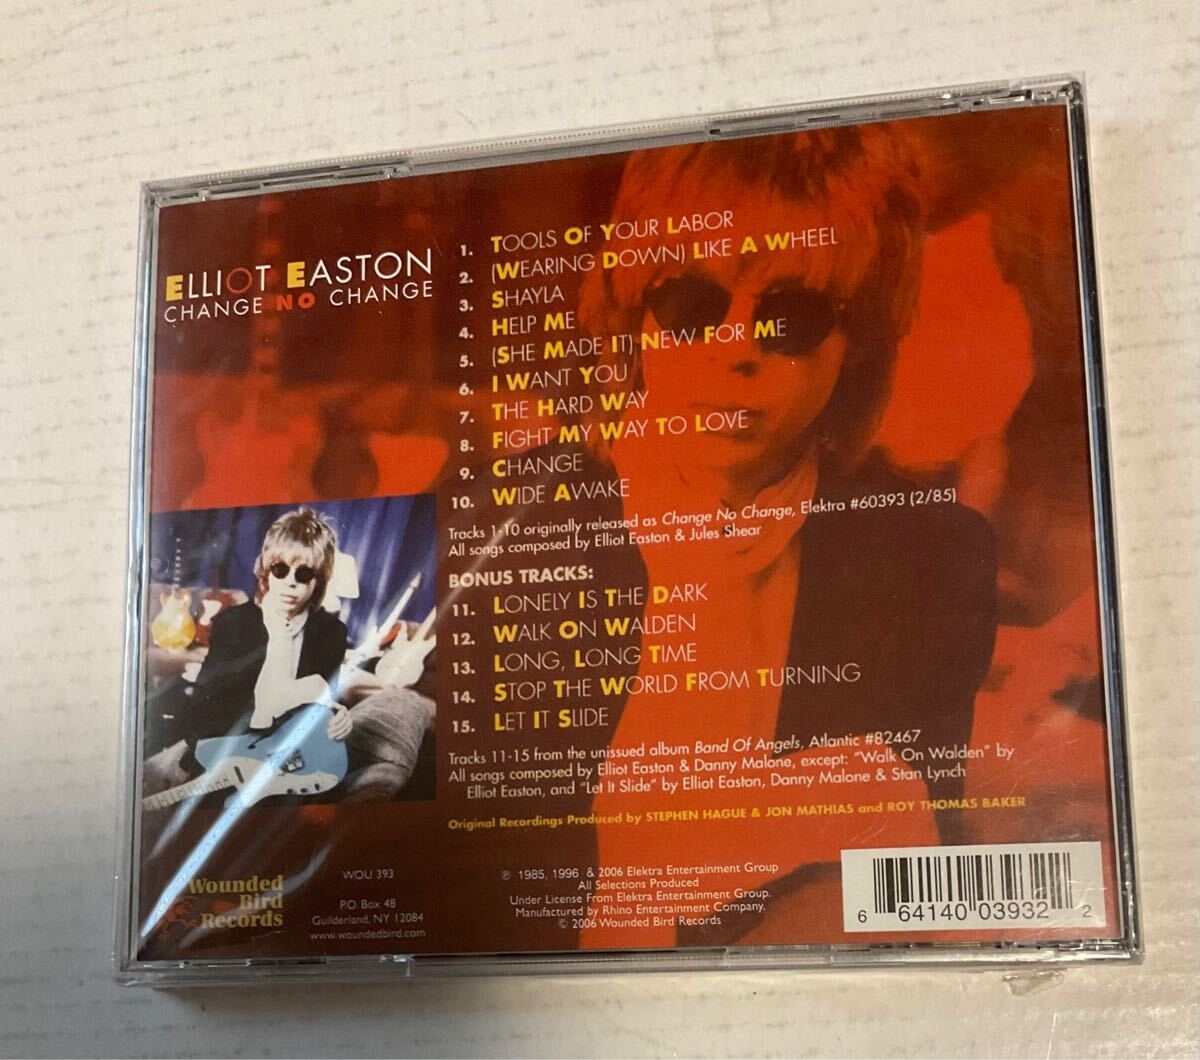 ELLIOT EASTON
CHANGE NO CHANGE
1. TOOLS OF YOUR LABOR
2. (WEARING DOWN) LIKE A WHEEL
3. SHAYLA
4. HELP ME
5. (SHE MADE IT) NEW FOR ME
6. I WANT YOU
7. THE HARD WAY
8. FIGHT MY WAY TO LOVE
9. CHANGE
10. WIDE AWAKE
Tracks 1-10 originally released as Change No Change, Elektra #60393 (2/85)
All songs composed by Elliot Easton & Jules Shear
BONUS TRACKS:
11. LONELY IS THE DARK
12. WALK ON WALDEN
13. LONG, LONG TIME
14. STOP THE WORLD FROM TURNING
15. LET IT SLIDE
Tracks 11-15 from the unissued album Band Of Angels, Atlantic #82467
All songs composed by Elliot Easton & Danny Malone, except: "Walk On Walden" by
Elliot Easton, and "Let It Slide" by Elliot Easton, Danny Malone & Stan Lynch
Original Recordings Produced by STEPHEN HAGUE & JON MATHIAS and ROY THOMAS BAKER
Wounded
Bird
Records
WOU 393
P.O. Box 48
Guilderland, NY 12084
www.woundedbird.com
℗ 1985, 1996 & 2006 Elektra Entertainment Group
All Selections Produced
Under License From Elektra Entertainment Group.
Manufactured by Rhino Entertainment Company.
© 2006 Wounded Bird Records
6 64140 03932 2